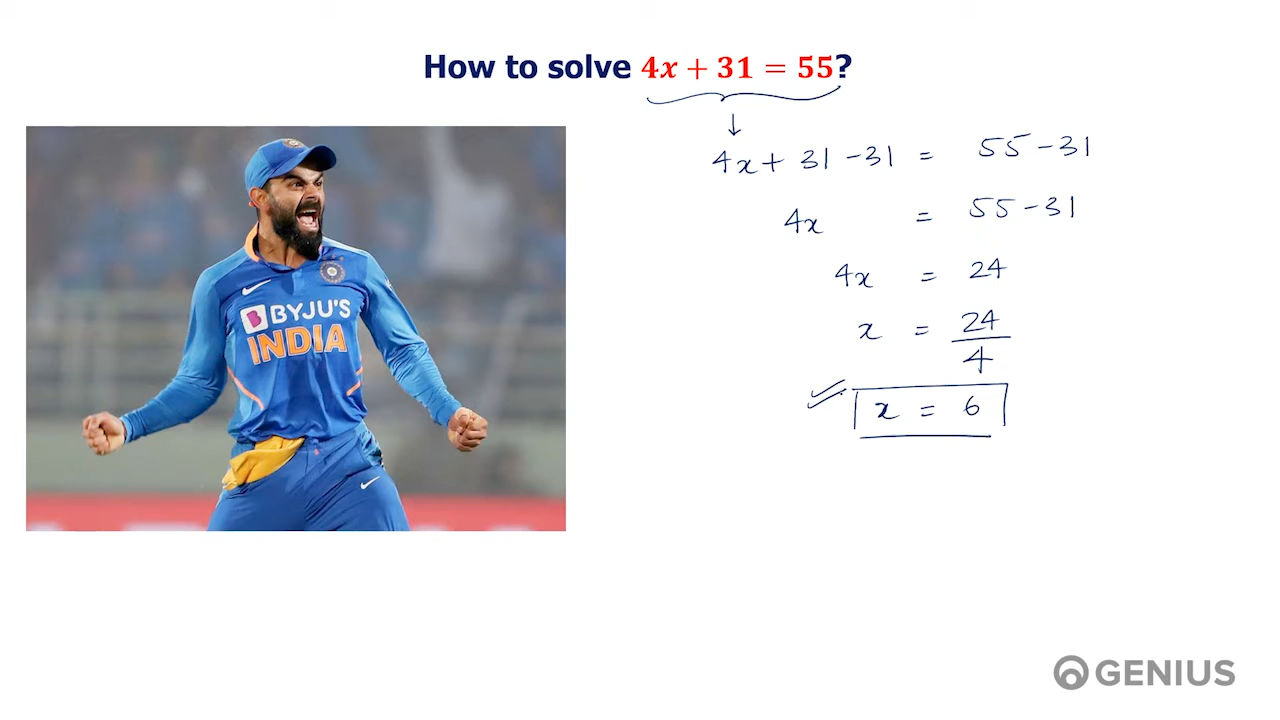 How to solve 4x + 31 = 55?
4x + 31 - 31 = 55 - 31
4x = 55 - 31
4x = 24
x = 24/4
x = 6
BYJU'S
INDIA
GENIUS